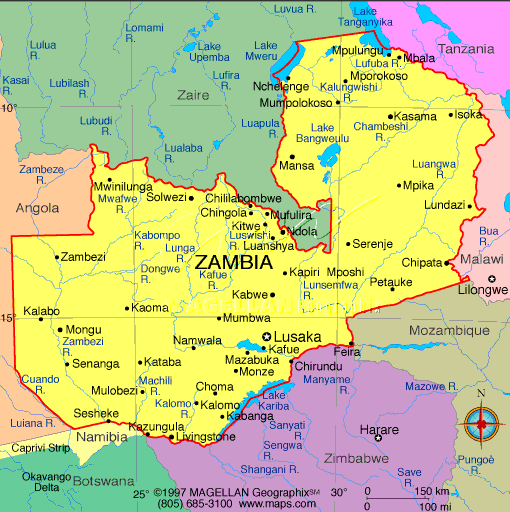 Luvua R.
Lake
Tanganyika
Lomami
R.
Lulua
R.
Lake
Upemba
Lake
Mweru
Mpulungu
Mbala
Tanzania
Lufuba R.
Kasai
R.
Lubilash
R.
Lufira
R.
Nchelenge
Mporokoso
Kalungwishi
R.
Zaire
Mumpolokoso
10°
Lubudi
R.
Luapula
R.
Lake
Bangweulu
Kasama
Isoka
Chambeshi
R.
Lualaba
R.
Zambeze
R.
Mansa
Luangwa
R.
Mwinilunga
Mwafwe
R.
Solwezi
Chililabombwe
Chingola
Mufulira
Mpika
Lundazi
Angola
Kitwe
Ndola
Luswishi
R.
Luanshya
Kabompo
R.
Lunga
R.
Serenje
Bua
R.
Zambezi
ZAMBIA
Dongwe
R.
Kafue
R.
Kapiri
Mposhi
Chipata
Malawi
Lunsemfwa
R.
Petauke
Lilongwe
Kabwe
Kaoma
Kalabo
15°
Mumbwa
Mozambique
Mongu
Zambezi
R.
Namwala
Lusaka
Kafue
Feira
Senanga
Kataba
Mazabuka
Monze
Chirundu
Cuando
R.
Machili
R.
Manyame
R.
Mazowe R.
Mulobezi
Choma
Lake
Kariba
N
Kalomo
R.
Kalomo
Sesheke
Kabanga
Luiana R.
Sanyati
R.
Harare
Kazungula
Livingstone
Namibia
Caprivi Strip
Sengwa
R.
Zimbabwe
Pungoè
R.
Shangani R.
Save
R.
Okavango
Delta
Botswana
25°
©1997 MAGELLAN Geographix℠
(805) 685-3100 www.maps.com
30°
0
150 km
0
100 mi